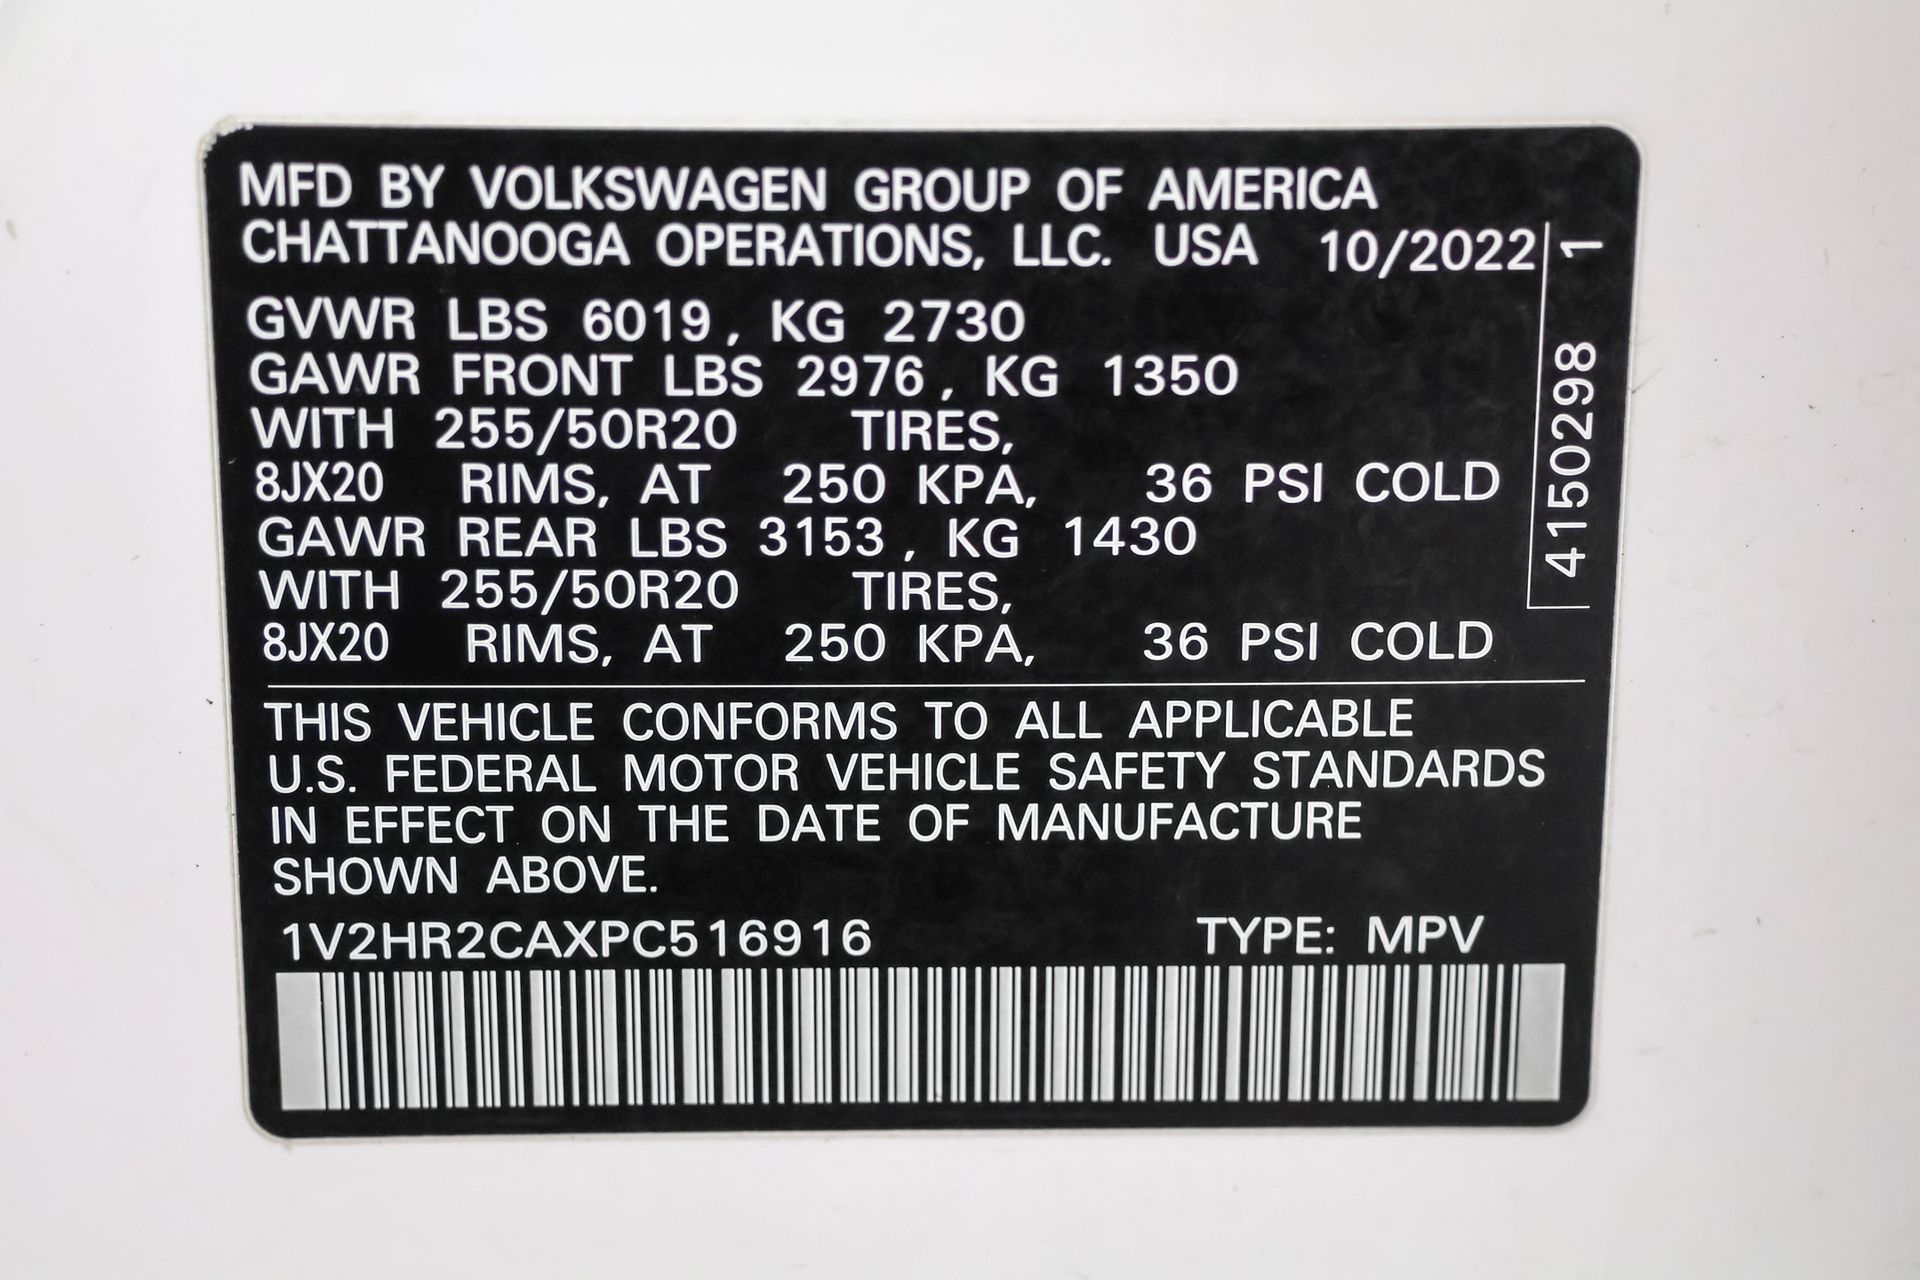 MFD BY VOLKSWAGEN GROUP OF AMERICA
CHATTANOOGA OPERATIONS, LLC. USA 10/2022
GVWR LBS 6019, KG 2730
GAWR FRONT LBS 2976, KG 1350
WITH 255/50R20 TIRES,
8JX20 RIMS, AT 250 KPA, 36 PSI COLD
GAWR REAR LBS 3153, KG 1430
WITH 255/50R20 TIRES,
8JX20 RIMS, AT 250 KPA, 36 PSI COLD
4150298 1
THIS VEHICLE CONFORMS TO ALL APPLICABLE
U.S. FEDERAL MOTOR VEHICLE SAFETY STANDARDS
IN EFFECT ON THE DATE OF MANUFACTURE
SHOWN ABOVE.
1V2HR2CAXPC516916 TYPE: MPV